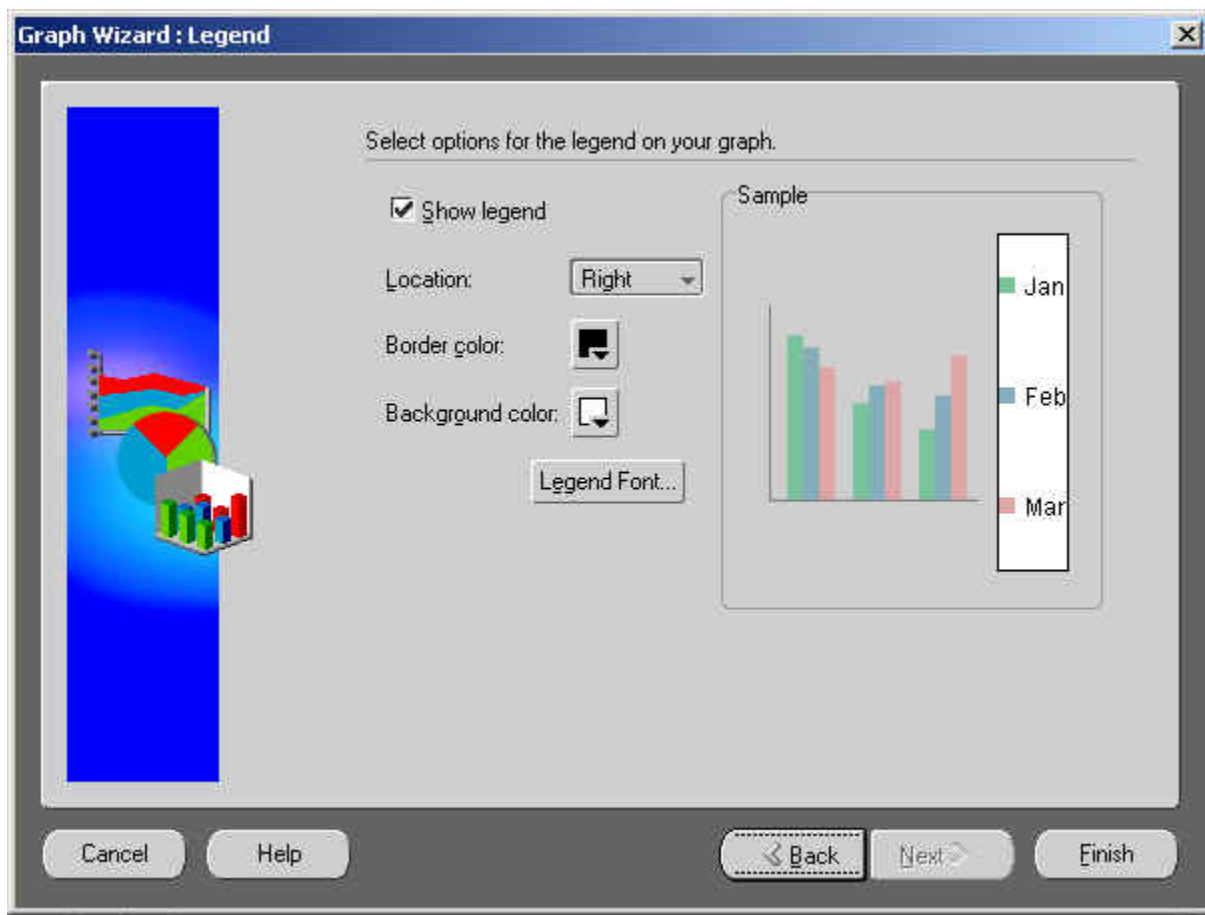 Graph Wizard : Legend
Select options for the legend on your graph.
Show legend
Sample
Location:
Right
Border color:
Background color:
Legend Font...
Jan
Feb
Mar
Cancel
Help
Back
Next
Finish